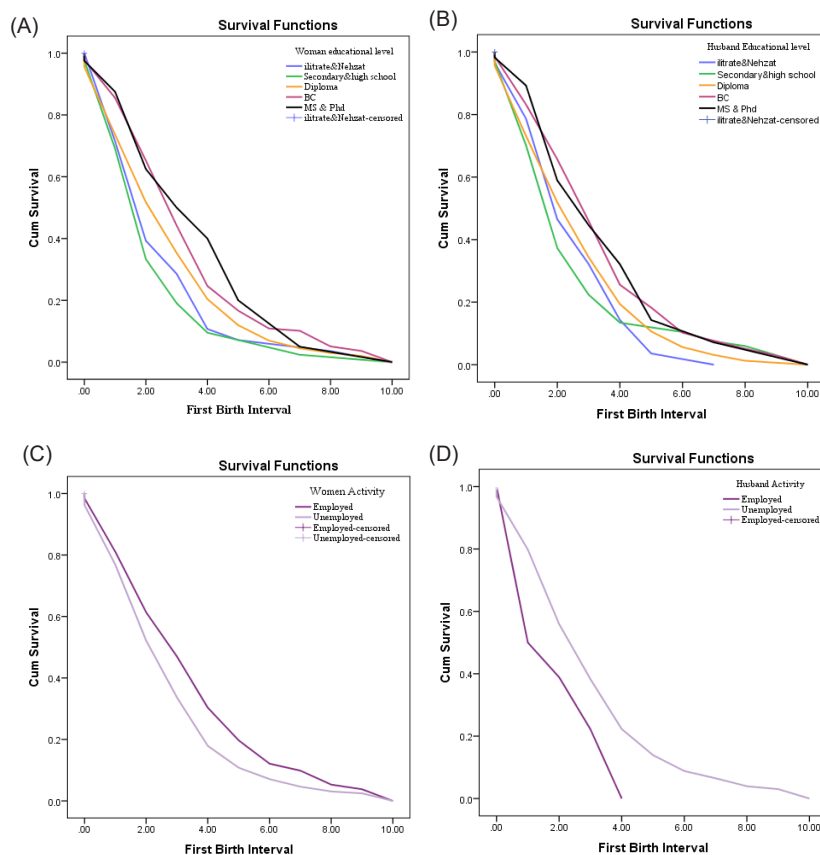 (A)
Survival Functions
Woman educational level
ilitrate&Nehzat
Secondary&high school
Diploma
BC
MS & Phd
ilitrate&Nehzat-censored
Cum Survival
1.0
0.8
0.6
0.4
0.2
0.0
.00
2.00
4.00
6.00
8.00
10.00
First Birth Interval
(B)
Survival Functions
Husband Educational level
ilitrate&Nehzat
Secondary&high school
Diploma
BC
MS & Phd
ilitrate&Nehzat-censored
Cum Survival
1.0
0.8
0.6
0.4
0.2
0.0
.00
2.00
4.00
6.00
8.00
10.00
First Birth Interval
(C)
Survival Functions
Women Activity
Employed
Unemployed
Employed-censored
Unemployed-censored
Cum Survival
1.0
0.8
0.6
0.4
0.2
0.0
.00
2.00
4.00
6.00
8.00
10.00
First Birth Interval
(D)
Survival Functions
Husband Activity
Employed
Unemployed
Employed-censored
Cum Survival
1.0
0.8
0.6
0.4
0.2
0.0
.00
2.00
4.00
6.00
8.00
10.00
First Birth Interval